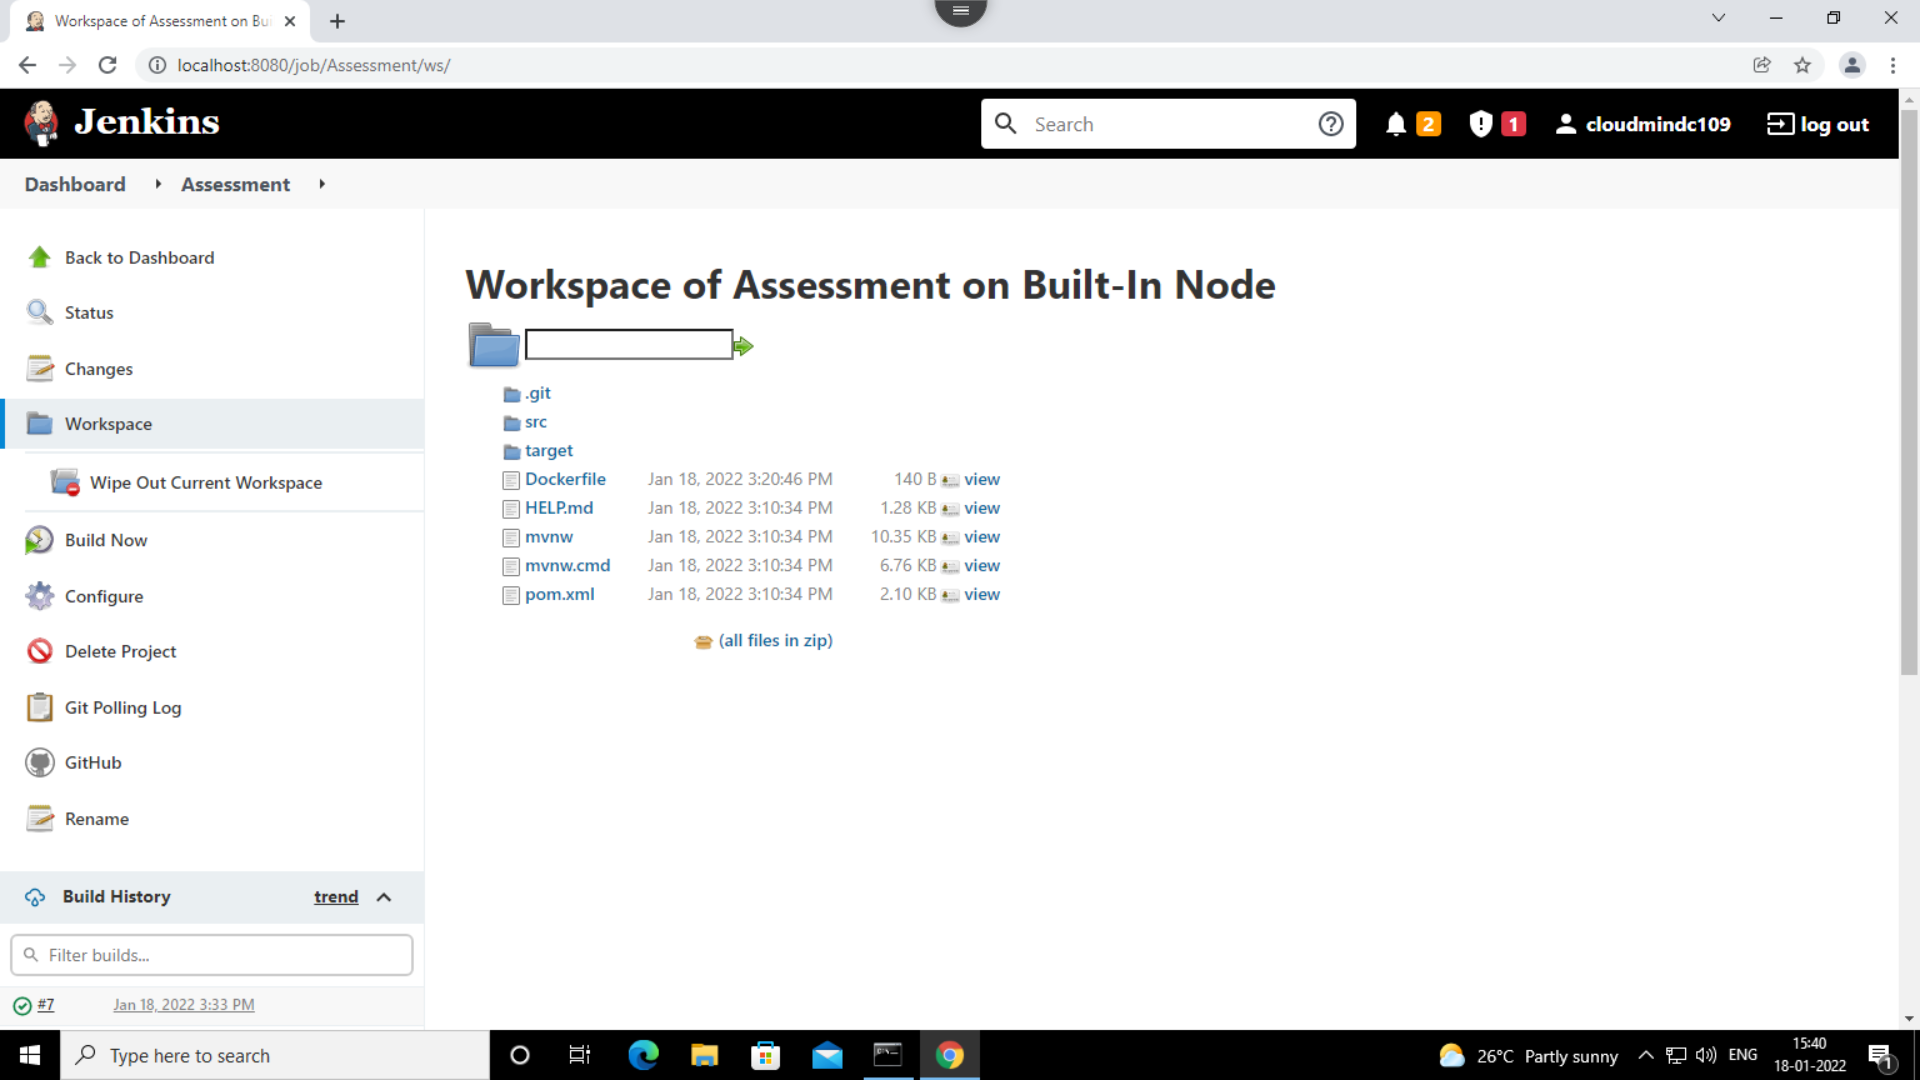 Workspace of Assessment on Bui
localhost:8080/job/Assessment/ws/
Jenkins
Search
2
1
cloudmindc109
log out
Dashboard
Assessment
Back to Dashboard
Status
Changes
Workspace
Wipe Out Current Workspace
Build Now
Configure
Delete Project
Git Polling Log
GitHub
Rename
Build History
trend
Filter builds...
#7 Jan 18, 2022 3:33 PM
Workspace of Assessment on Built-In Node
.git
src
target
Dockerfile Jan 18, 2022 3:20:46 PM 140 B view
HELP.md Jan 18, 2022 3:10:34 PM 1.28 KB view
mvnw Jan 18, 2022 3:10:34 PM 10.35 KB view
mvnw.cmd Jan 18, 2022 3:10:34 PM 6.76 KB view
pom.xml Jan 18, 2022 3:10:34 PM 2.10 KB view
(all files in zip)
Type here to search
26°C Partly sunny
ENG
15:40
18-01-2022
1